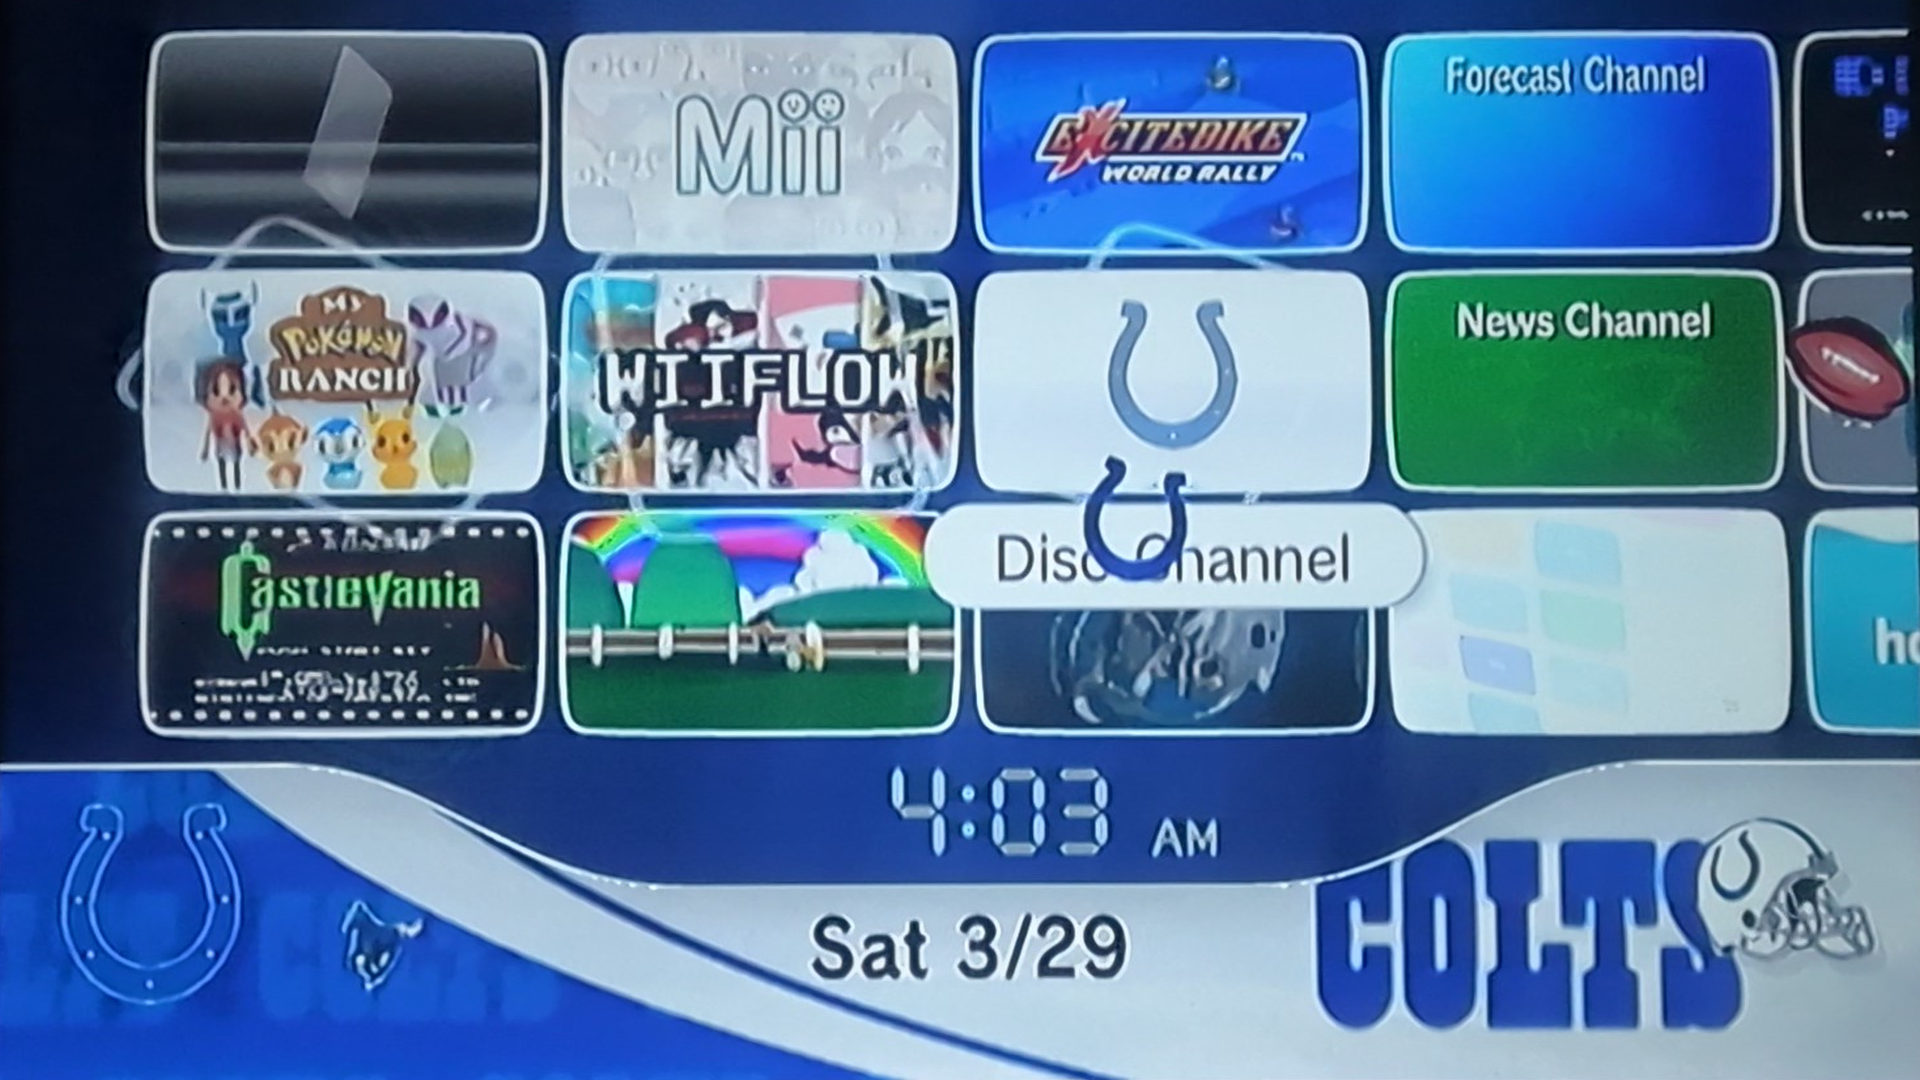 Mii
EXCITEBIKE
WORLD RALLY
Forecast Channel
My
Pokémon
RANCH
WIIFLOW
News Channel
Castlevania
Disc Channel
4:03 AM
Sat 3/29
COLTS